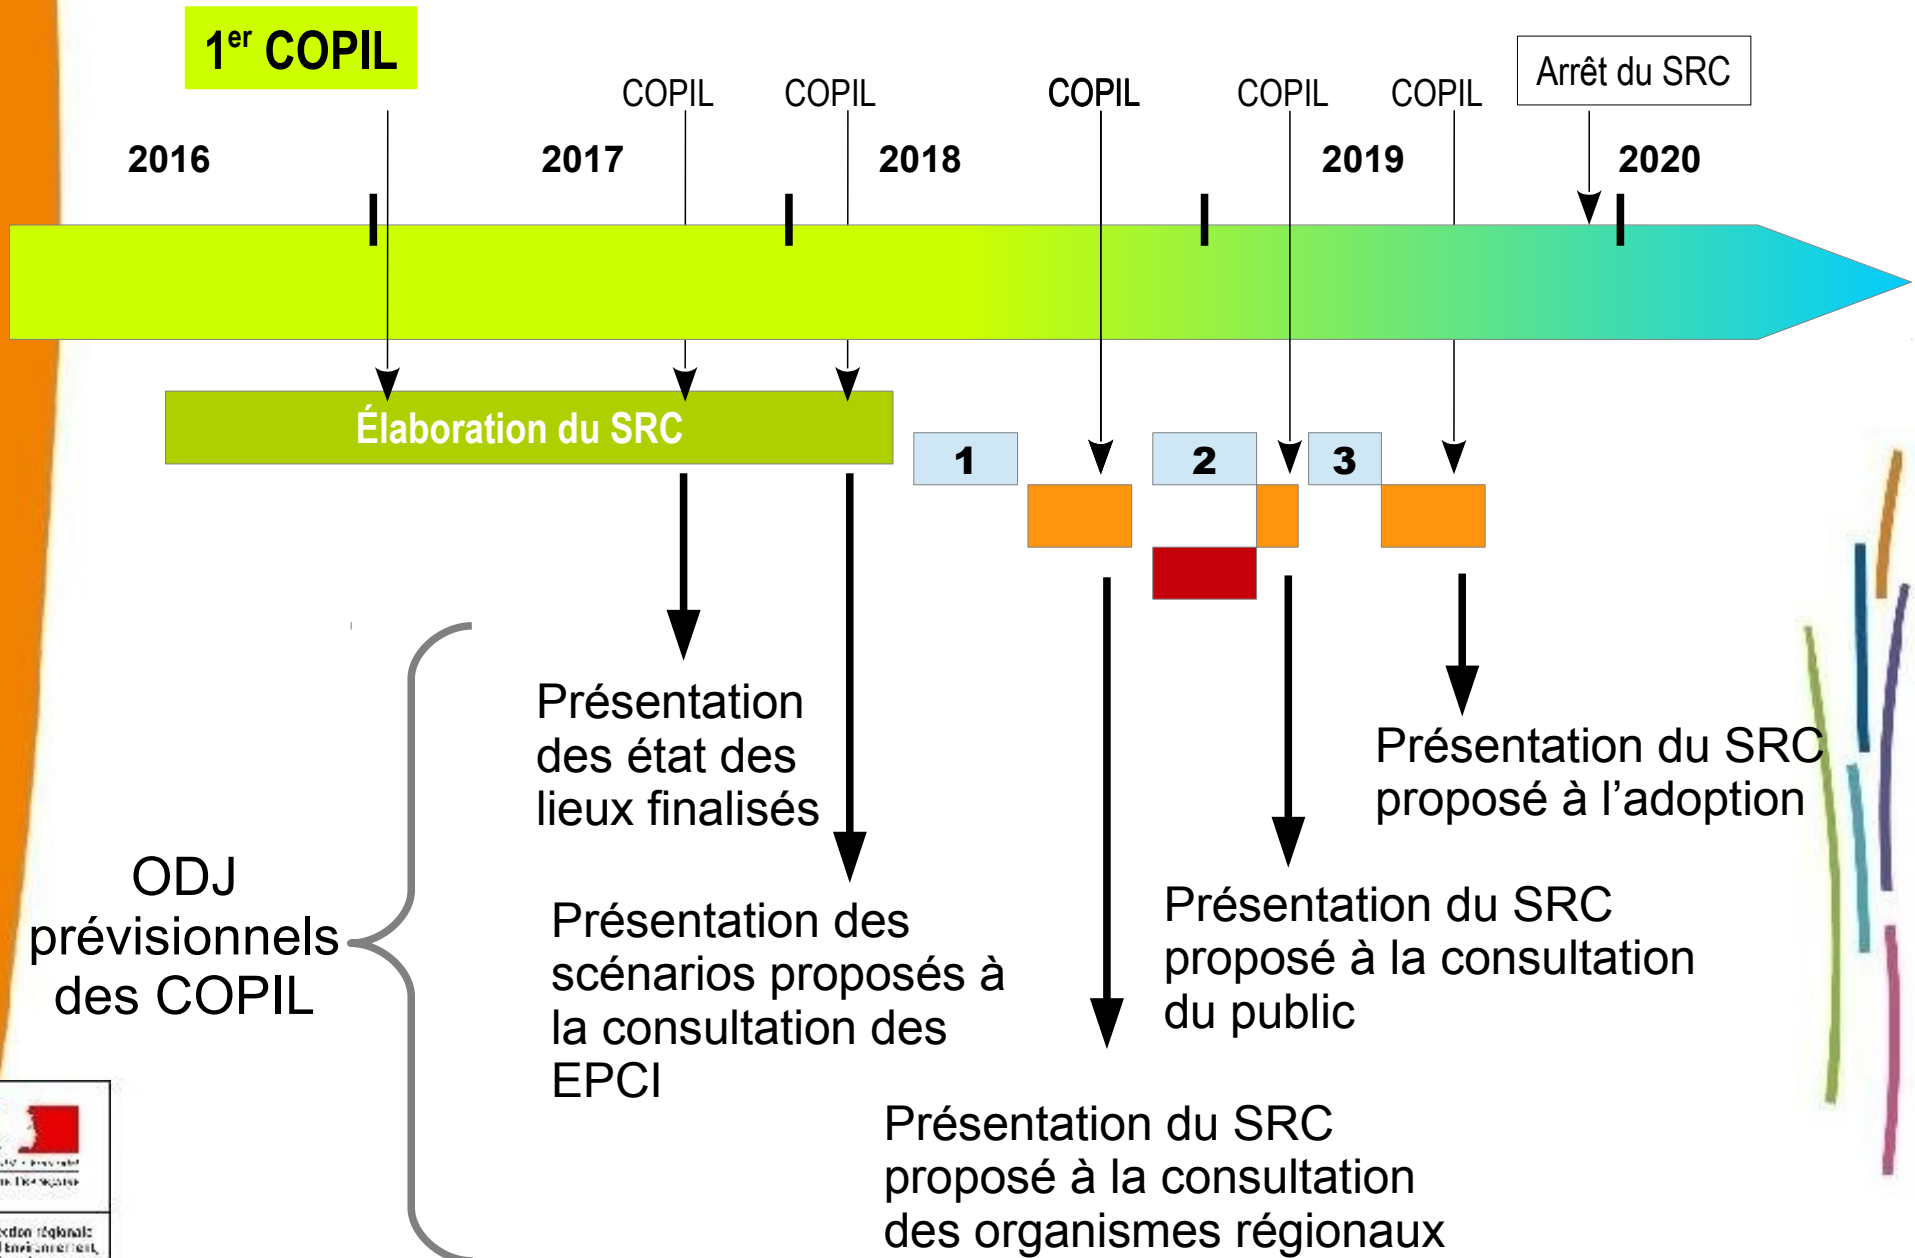 1er COPIL
COPIL
COPIL
COPIL
COPIL
COPIL
Arrêt du SRC
2016
2017
2018
2019
2020
Élaboration du SRC
1
2
3
Présentation
des état des
lieux finalisés
Présentation du SRC
proposé à l’adoption
ODJ
prévisionnels
des COPIL
Présentation des
scénarios proposés à
la consultation des
EPCI
Présentation du SRC
proposé à la consultation
du public
Présentation du SRC
proposé à la consultation
des organismes régionaux
régionale